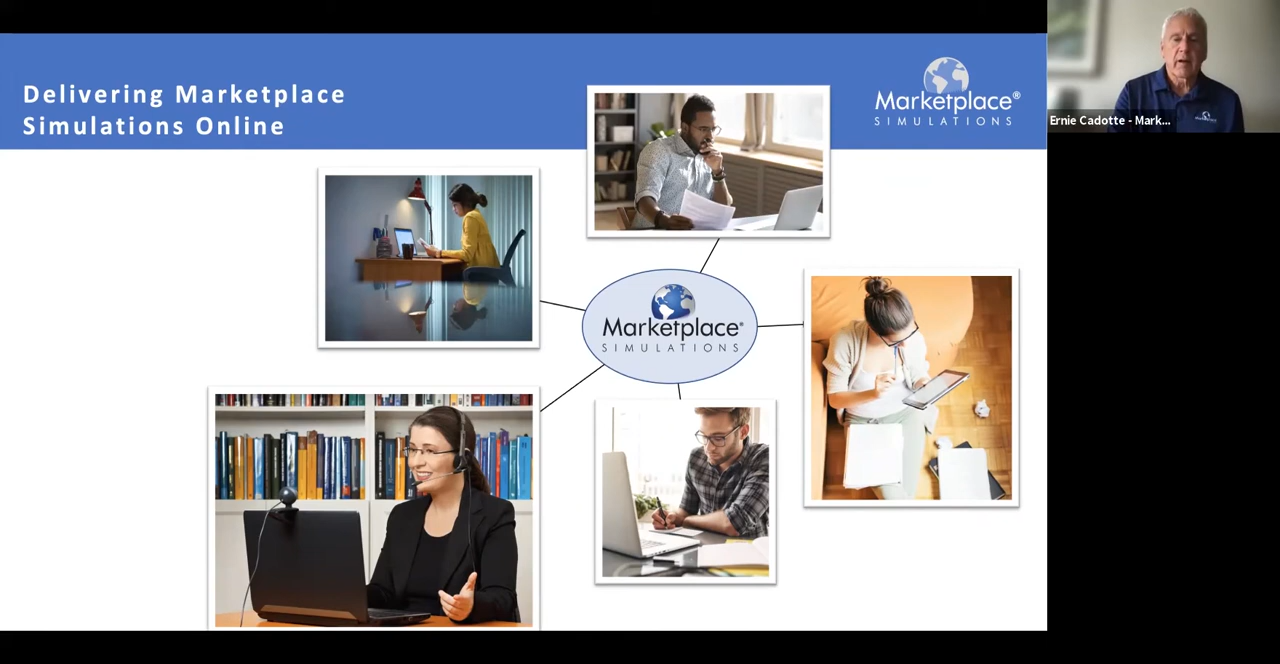 Delivering Marketplace
Simulations Online
Marketplace®
SIMULATIONS
Ernie Cadotte - Mark...
Marketplace®
SIMULATIONS